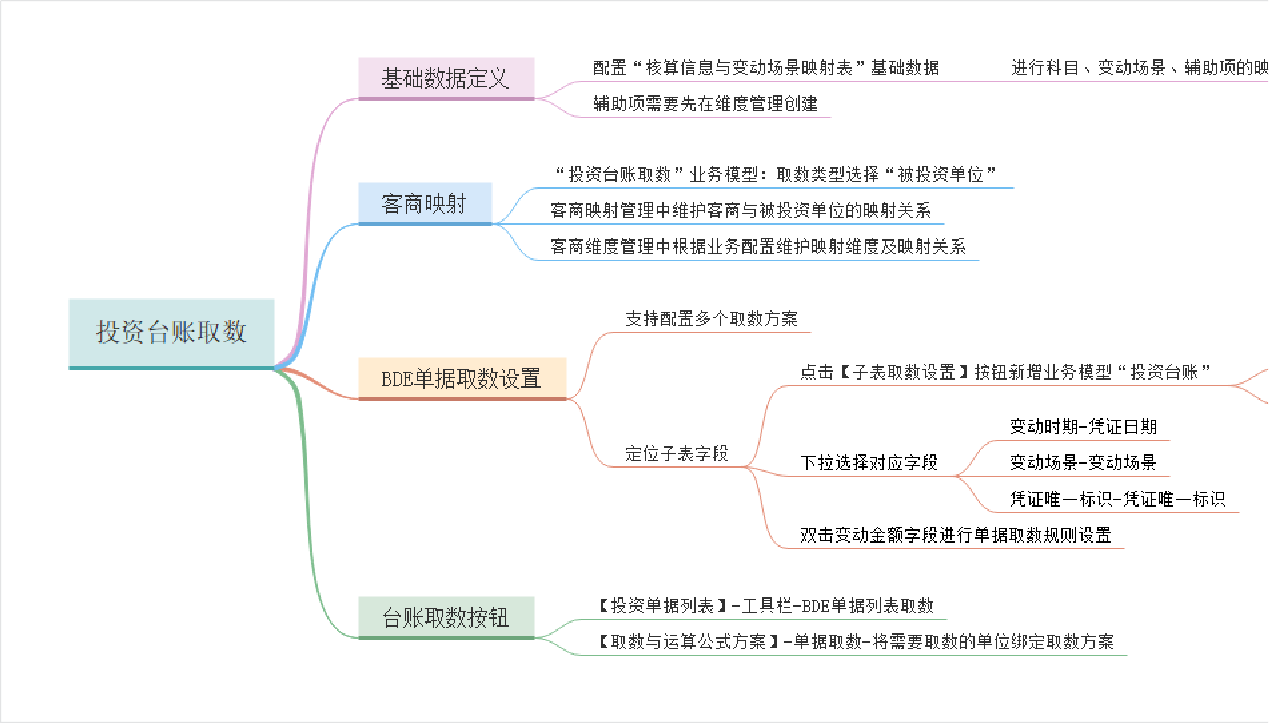 投资台账取数
基础数据定义
配置“核算信息与变动场景映射表”基础数据
进行科目、变动场景、辅助项的映
辅助项需要先在维度管理创建
客商映射
“投资台账取数”业务模型：取数类型选择“被投资单位”
客商映射管理中维护客商与被投资单位的映射关系
客商维度管理中根据业务配置维护映射维度及映射关系
BDE单据取数设置
支持配置多个取数方案
定位子表字段
点击【子表取数设置】按钮新增业务模型“投资台账”
下拉选择对应字段
变动时期-凭证日期
变动场景-变动场景
凭证唯一标识-凭证唯一标识
双击变动金额字段进行单据取数规则设置
台账取数按钮
【投资单据列表】-工具栏-BDE单据列表取数
【取数与运算公式方案】-单据取数-将需要取数的单位绑定取数方案